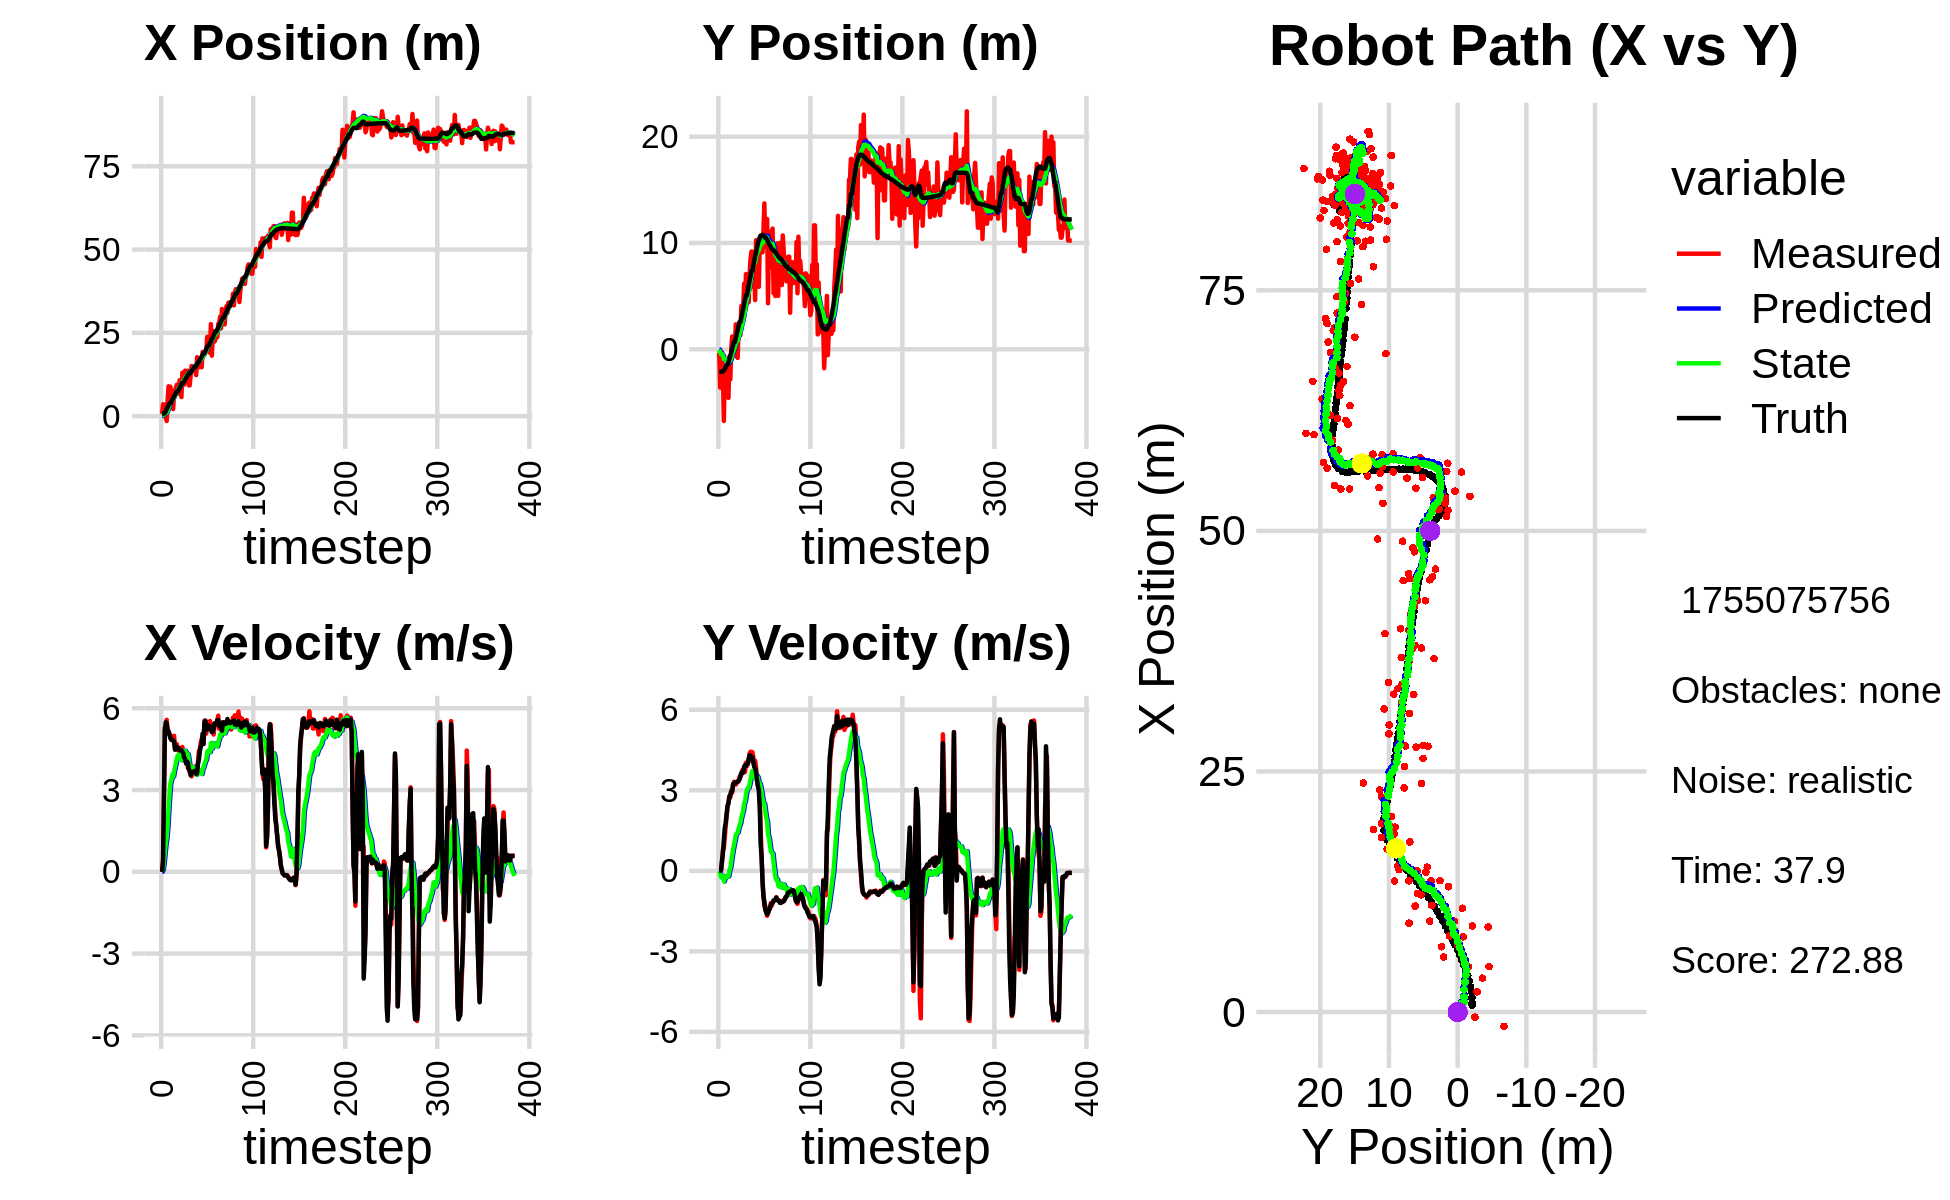 X Position (m)
75
50
25
0
0 100 200 300 400
timestep
Y Position (m)
20
10
0
0 100 200 300 400
timestep
X Velocity (m/s)
6
3
0
-3
-6
0 100 200 300 400
timestep
Y Velocity (m/s)
6
3
0
-3
-6
0 100 200 300 400
timestep
Robot Path (X vs Y)
X Position (m)
75
50
25
0
20 10 0 -10 -20
Y Position (m)
variable
Measured
Predicted
State
Truth
1755075756
Obstacles: none
Noise: realistic
Time: 37.9
Score: 272.88